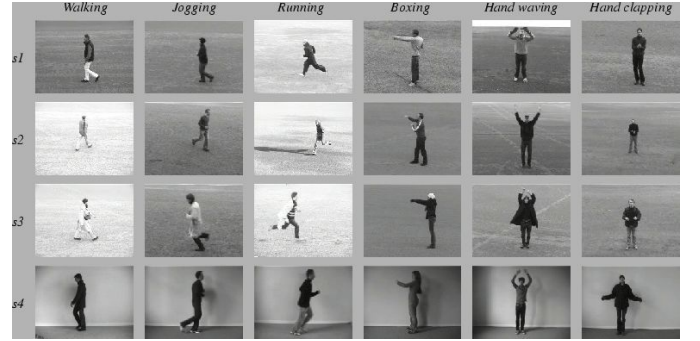 Walking Jogging Running Boxing Hand waving Hand clapping
s1
s2
s3
s4